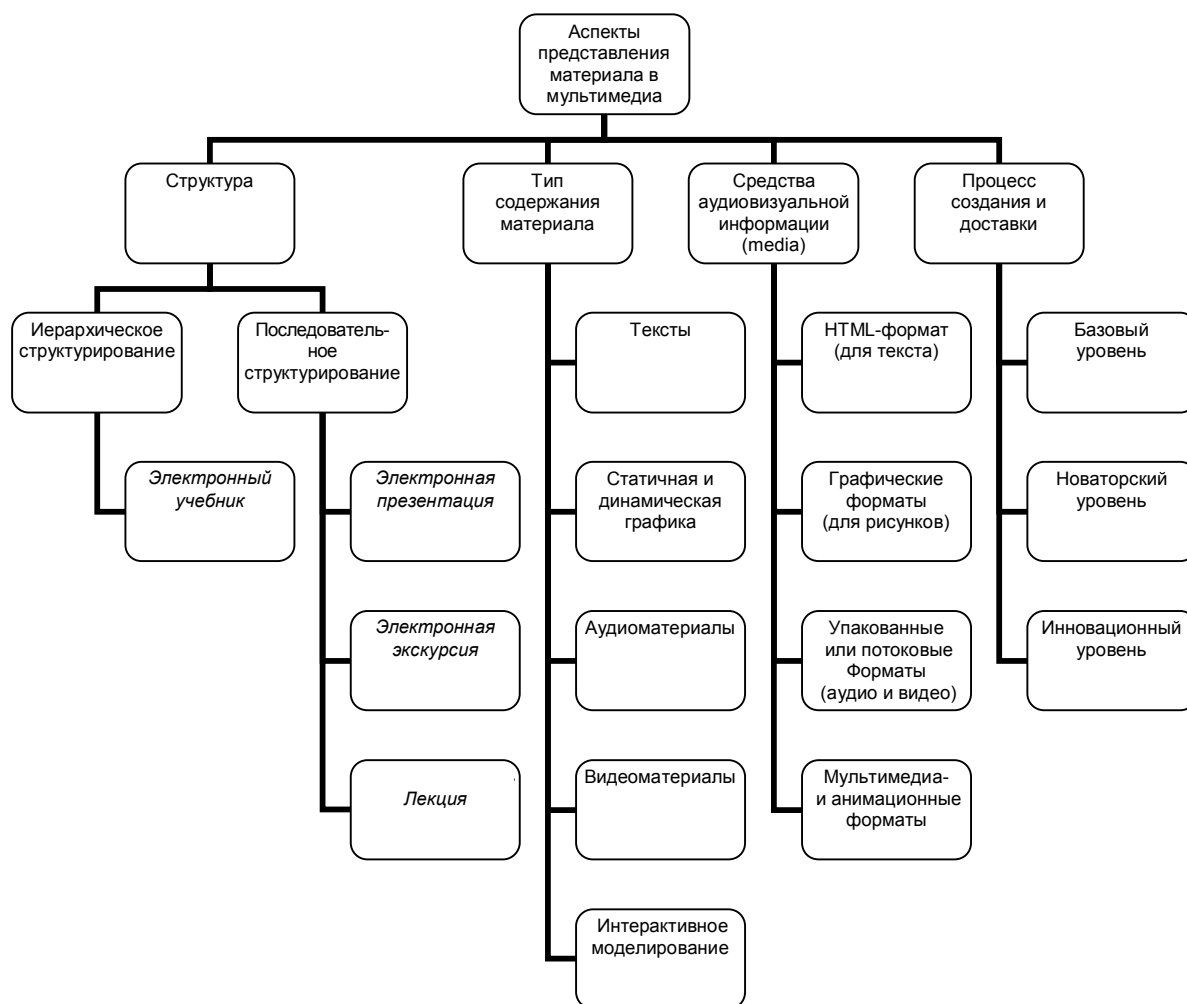 Аспекты
представления
материала в
мультимедиа
Структура
Тип
содержания
материала
Средства
аудиовизуальной
информации
(media)
Процесс
создания и
доставки
Иерархическое
структурирование
Последователь-
ное
структурирование
Тексты
HTML-формат
(для текста)
Базовый
уровень
Электронный
учебник
Электронная
презентация
Статичная и
динамическая
графика
Графические
форматы
(для рисунков)
Новаторский
уровень
Электронная
экскурсия
Аудиоматериалы
Упакованные
или потоковые
Форматы
(аудио и видео)
Инновационный
уровень
Лекция
Видеоматериалы
Мультимедиа-
и анимационные
форматы
Интерактивное
моделирование